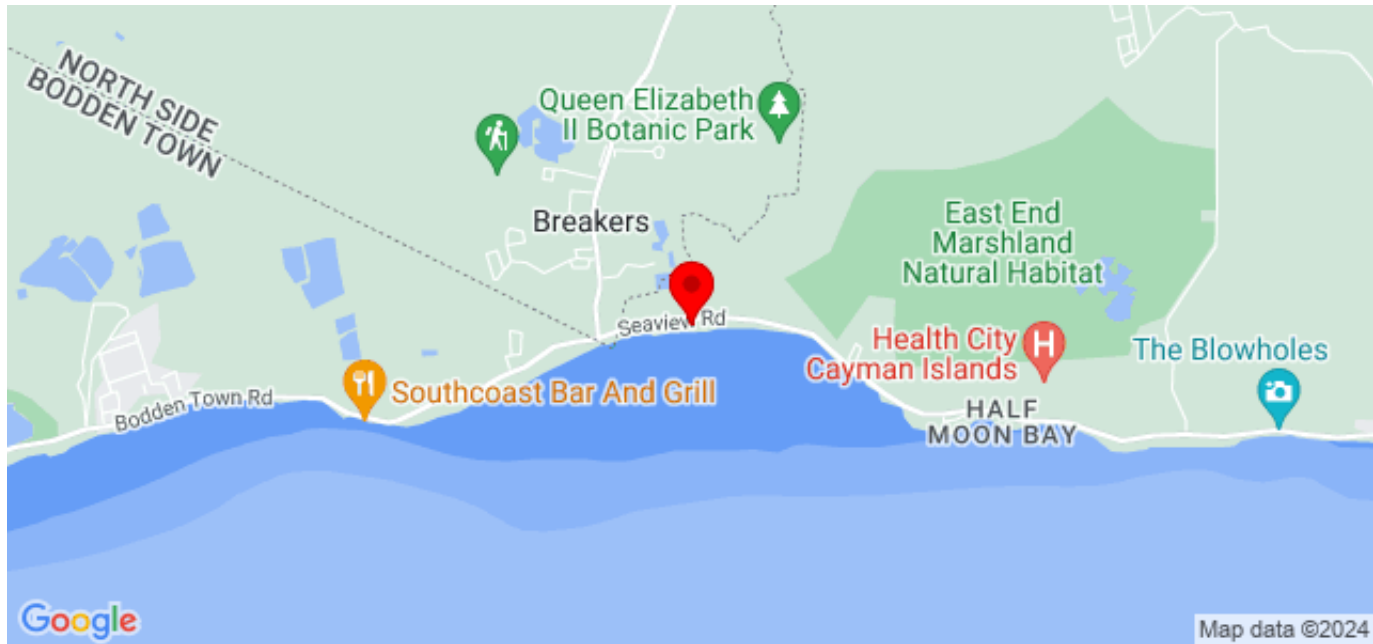 NORTH SIDE
BODDEN TOWN
Queen Elizabeth
II Botanic Park
Breakers
East End
Marshland
Natural Habitat
Seaview Rd
Health City
Cayman Islands
H
The Blowholes
Southcoast Bar And Grill
Bodden Town Rd
HALF
MOON BAY
Google
Map data ©2024